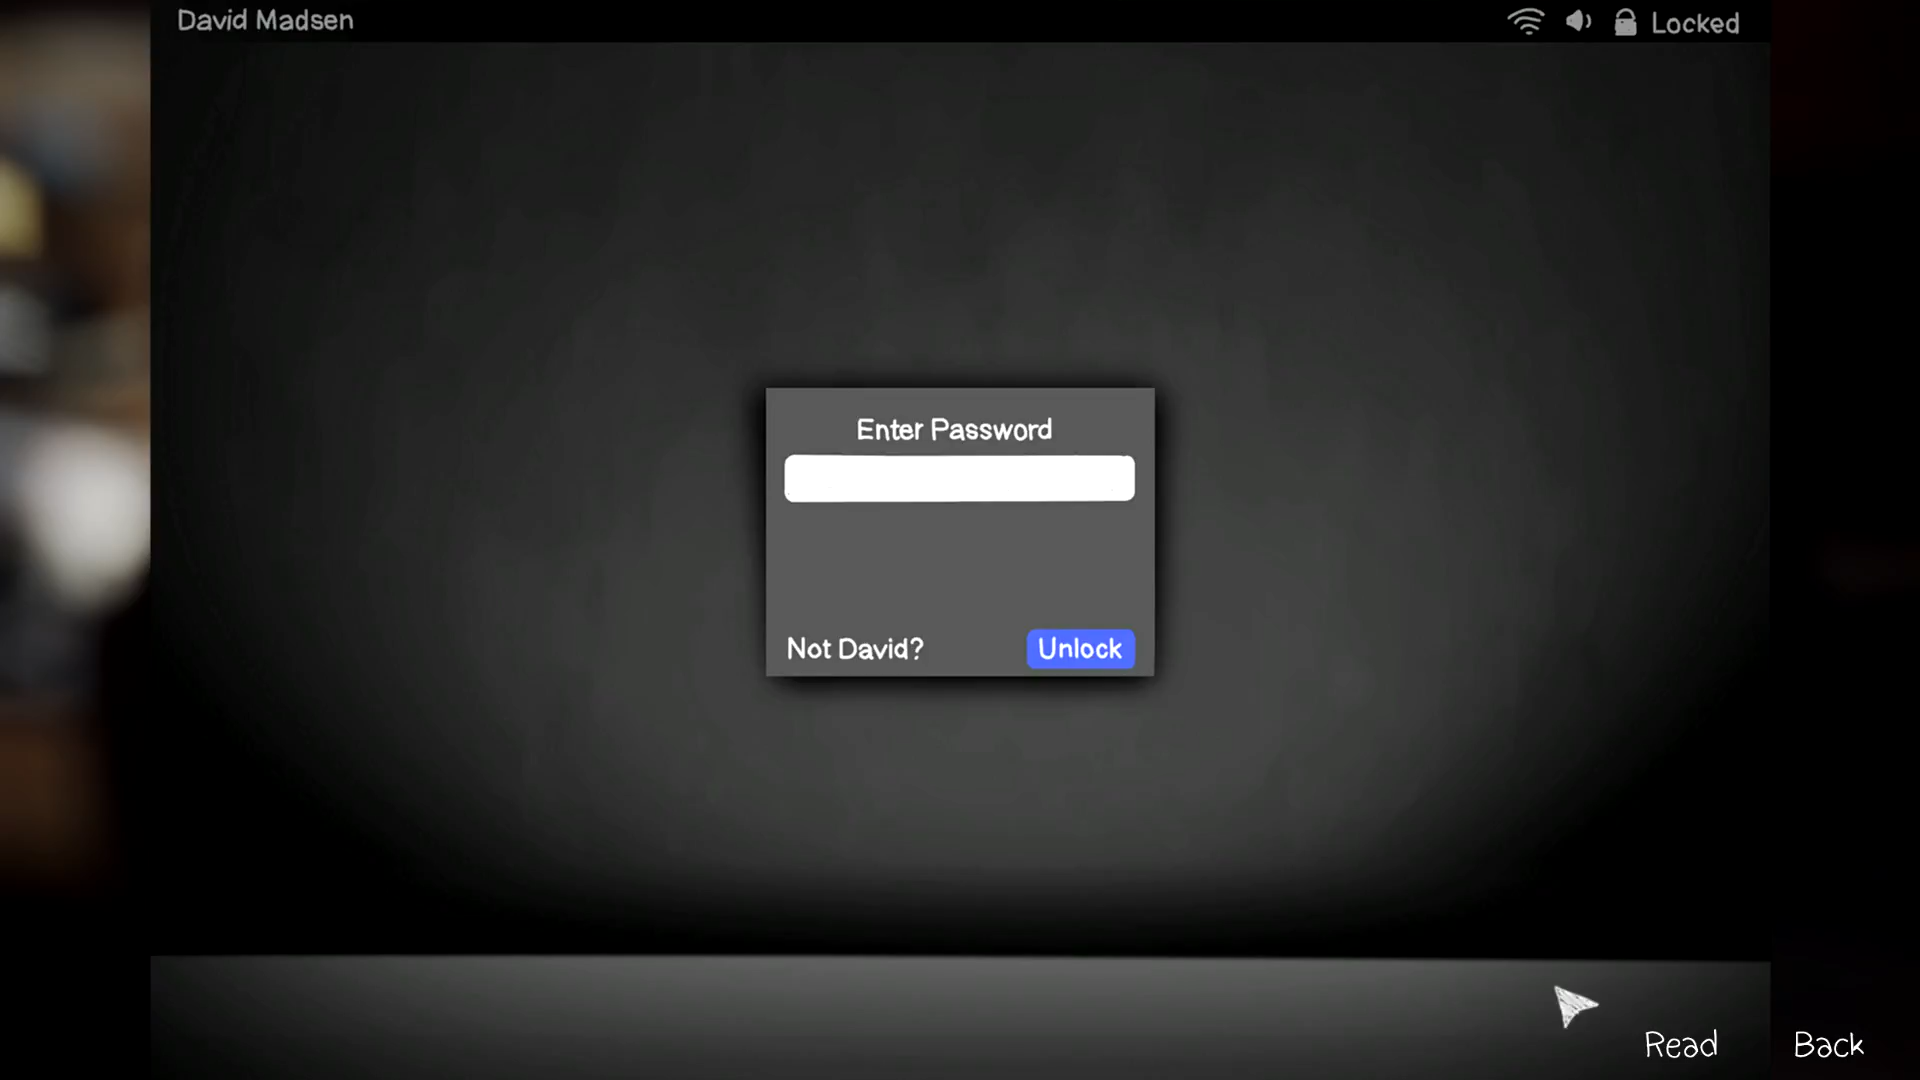 David Madsen
Locked
Enter Password
Not David?
Unlock
Read
Back